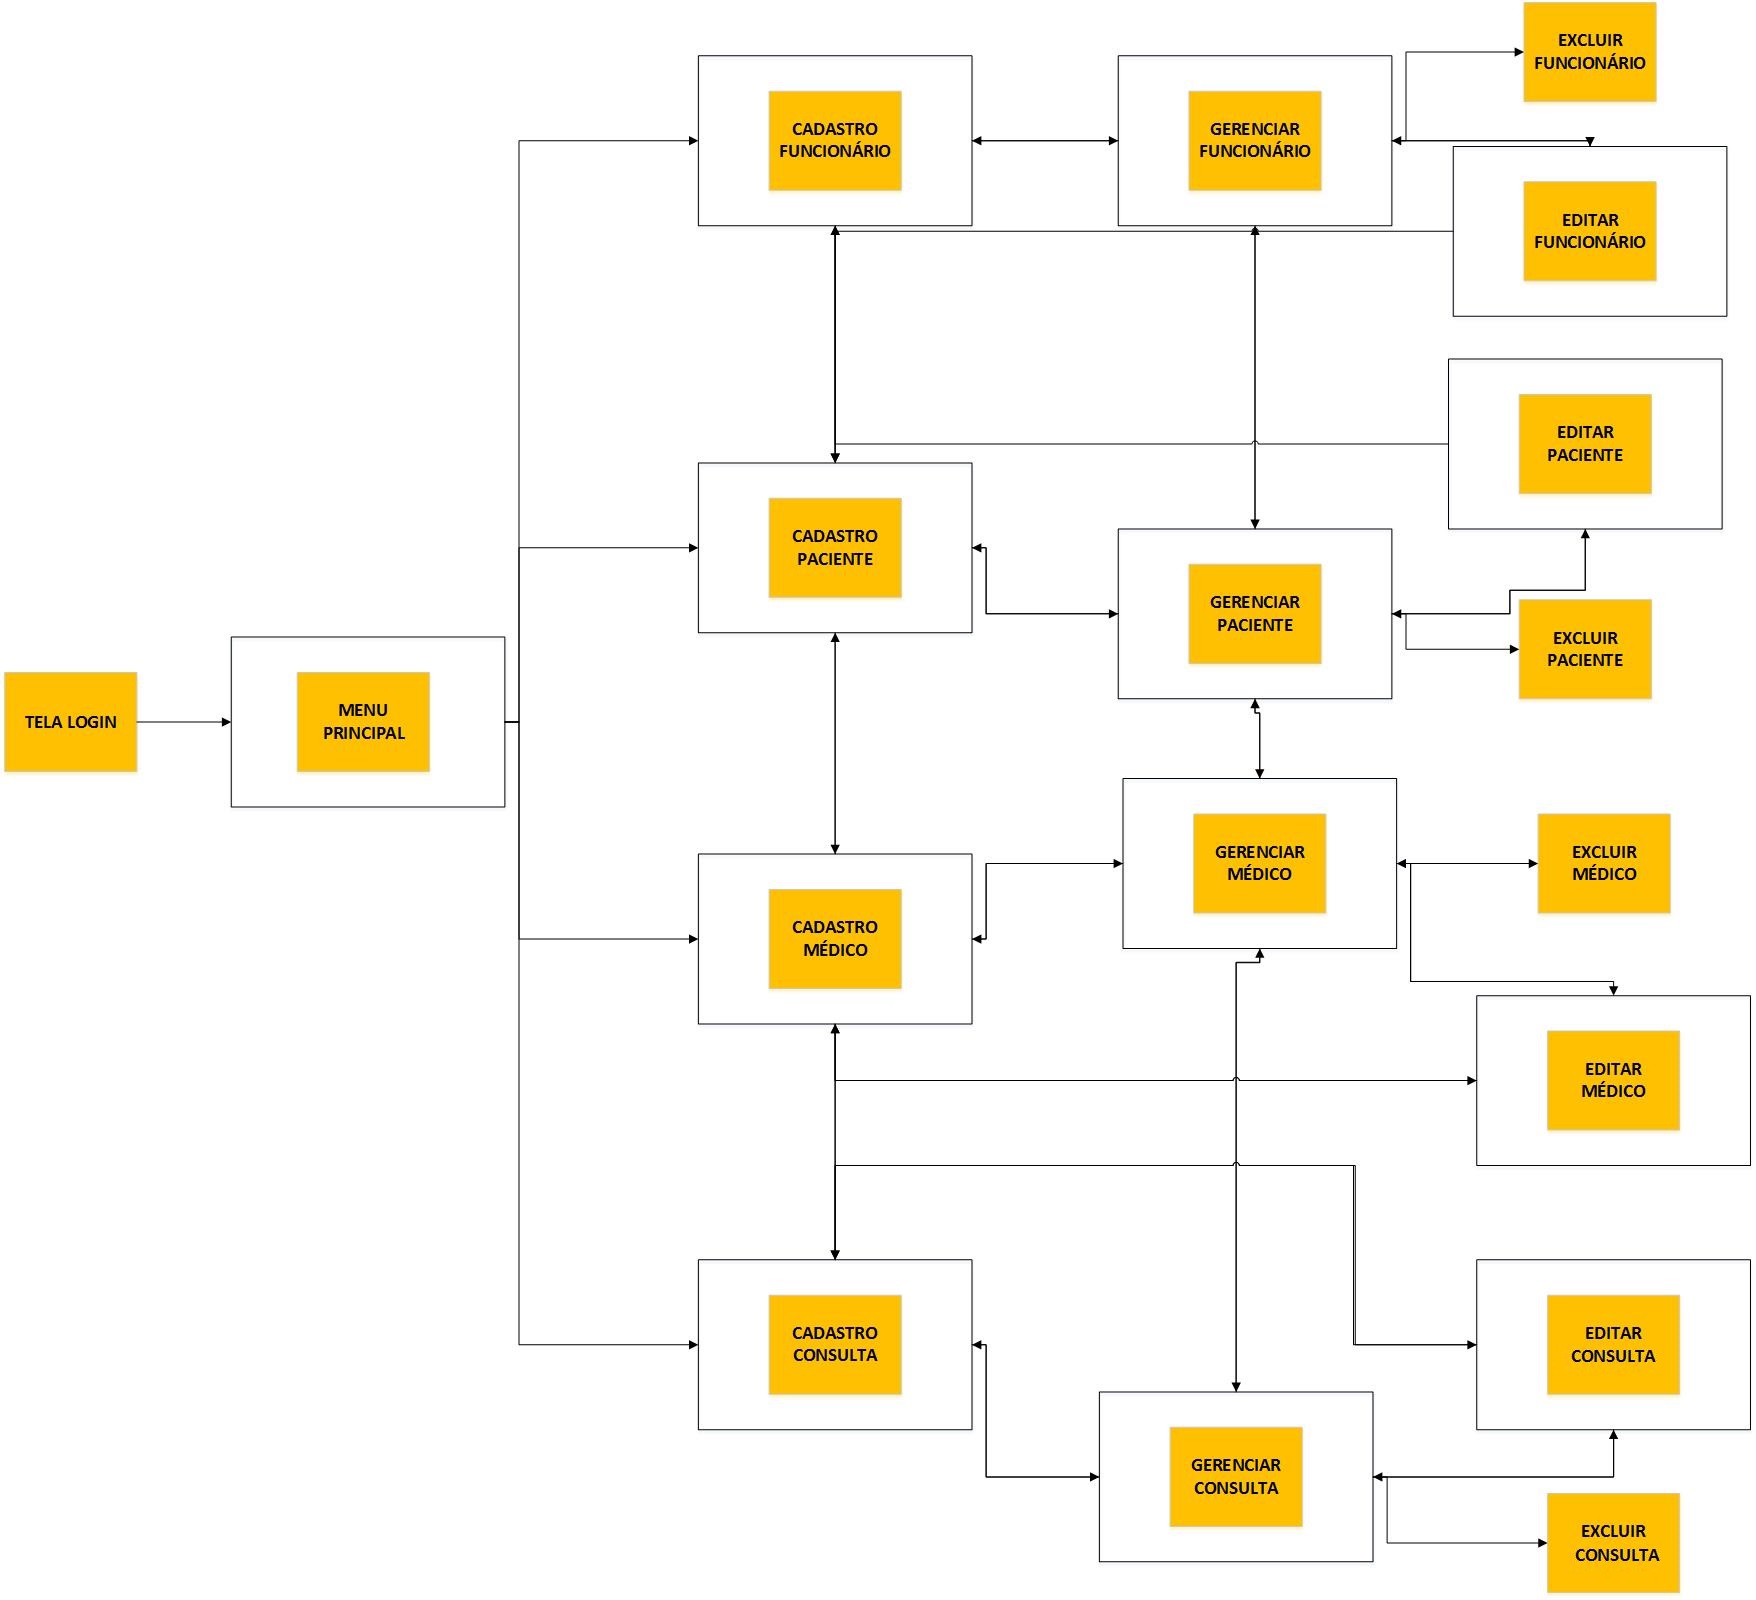 EXCLUIR
FUNCIONÁRIO
CADASTRO
FUNCIONÁRIO
GERENCIAR
FUNCIONÁRIO
EDITAR
FUNCIONÁRIO
EDITAR
PACIENTE
CADASTRO
PACIENTE
GERENCIAR
PACIENTE
EXCLUIR
PACIENTE
TELA LOGIN
MENU
PRINCIPAL
GERENCIAR
MÉDICO
EXCLUIR
MÉDICO
CADASTRO
MÉDICO
EDITAR
MÉDICO
CADASTRO
CONSULTA
EDITAR
CONSULTA
GERENCIAR
CONSULTA
EXCLUIR
CONSULTA